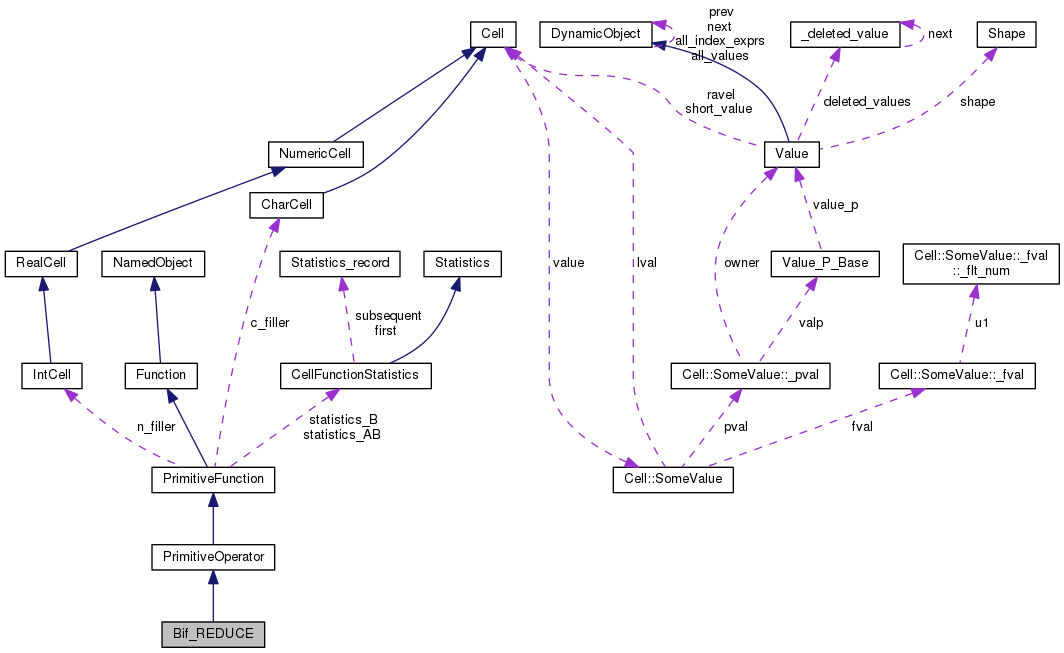 prev
next
all_index_exprs
all_values
Cell
DynamicObject
_deleted_value
next
Shape
ravel
short_value
deleted_values
shape
NumericCell
Value
CharCell
value_p
RealCell
NamedObject
Statistics_record
Statistics
value
lval
owner
Value_P_Base
Cell::SomeValue::_fval
::_flt_num
c_filler
subsequent
first
valp
u1
IntCell
Function
CellFunctionStatistics
Cell::SomeValue::_pval
Cell::SomeValue::_fval
n_filler
statistics_B
statistics_AB
pval
fval
PrimitiveFunction
Cell::SomeValue
PrimitiveOperator
Bif_REDUCE